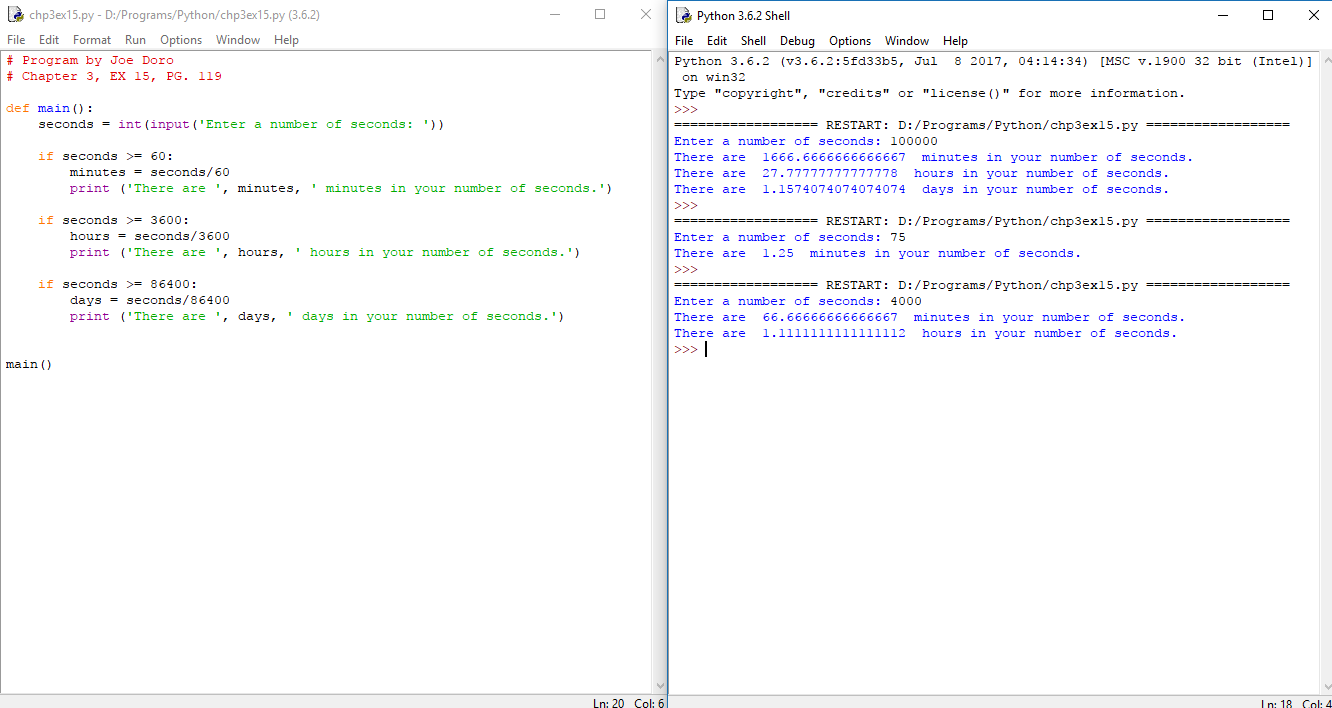 chp3ex15.py - D:/Programs/Python/chp3ex15.py (3.6.2)
File Edit Format Run Options Window Help
# Program by Joe Doro
# Chapter 3, EX 15, PG. 119
def main():
    seconds = int(input('Enter a number of seconds: '))
    if seconds >= 60:
        minutes = seconds/60
        print ('There are ', minutes, ' minutes in your number of seconds.')
    if seconds >= 3600:
        hours = seconds/3600
        print ('There are ', hours, ' hours in your number of seconds.')
    if seconds >= 86400:
        days = seconds/86400
        print ('There are ', days, ' days in your number of seconds.')
main()
Ln: 20 Col: 6
Python 3.6.2 Shell
File Edit Shell Debug Options Window Help
Python 3.6.2 (v3.6.2:5fd33b5, Jul  8 2017, 04:14:34) [MSC v.1900 32 bit (Intel)]
 on win32
Type "copyright", "credits" or "license()" for more information.
>>>
================== RESTART: D:/Programs/Python/chp3ex15.py ==================
Enter a number of seconds: 100000
There are  1666.6666666666667  minutes in your number of seconds.
There are  27.77777777777778  hours in your number of seconds.
There are  1.1574074074074074  days in your number of seconds.
>>>
================== RESTART: D:/Programs/Python/chp3ex15.py ==================
Enter a number of seconds: 75
There are  1.25  minutes in your number of seconds.
>>>
================== RESTART: D:/Programs/Python/chp3ex15.py ==================
Enter a number of seconds: 4000
There are  66.66666666666667  minutes in your number of seconds.
There are  1.1111111111111112  hours in your number of seconds.
>>>
Ln: 18 Col: 4